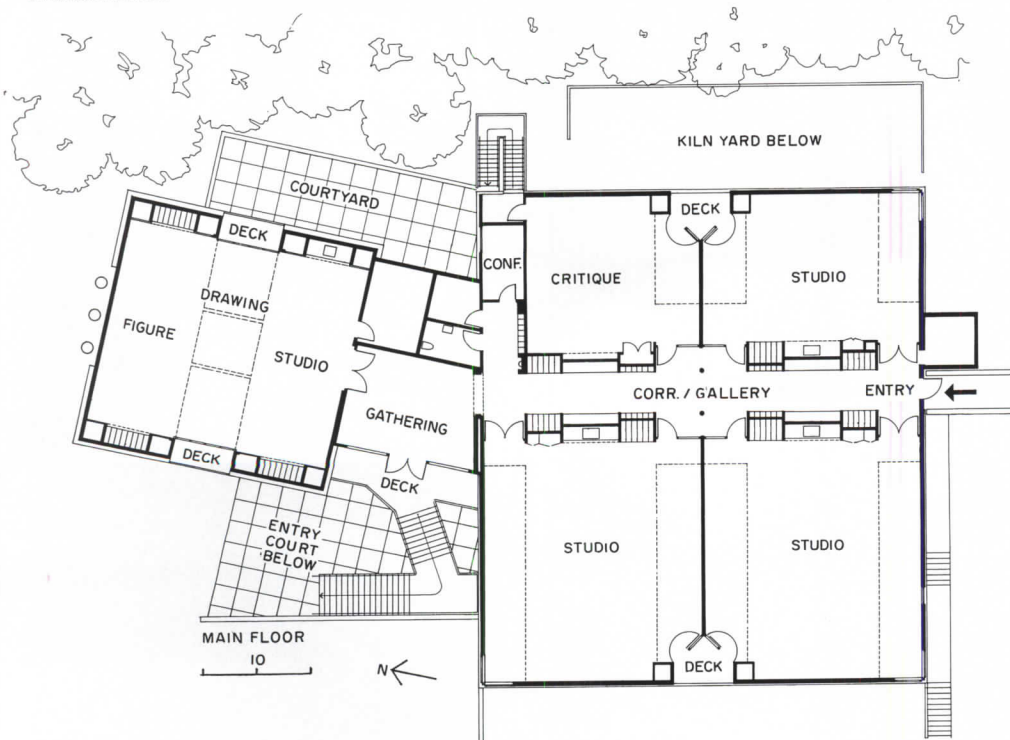 KILN YARD BELOW
COURTYARD
DECK
DECK
CONF.
CRITIQUE
STUDIO
DRAWING
FIGURE
STUDIO
CORR. / GALLERY
ENTRY
GATHERING
DECK
DECK
ENTRY
COURT
BELOW
STUDIO
STUDIO
MAIN FLOOR
10
N
DECK